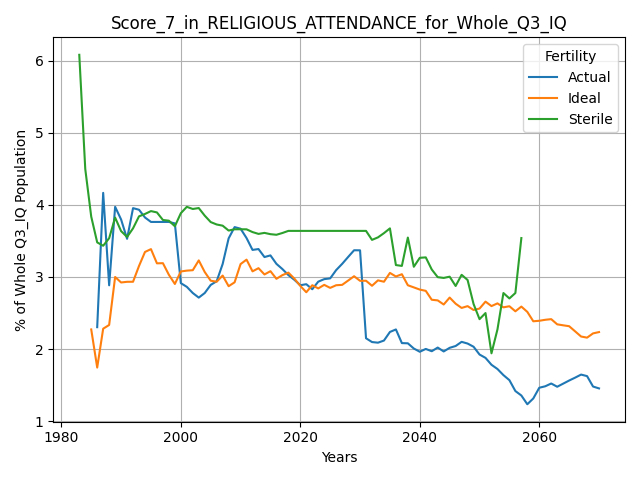 Score_7_in_RELIGIOUS_ATTENDANCE_for_Whole_Q3_IQ
Fertility
Actual
Ideal
Sterile
% of Whole Q3_IQ Population
6
5
4
3
2
1
1980 2000 2020 2040 2060
Years